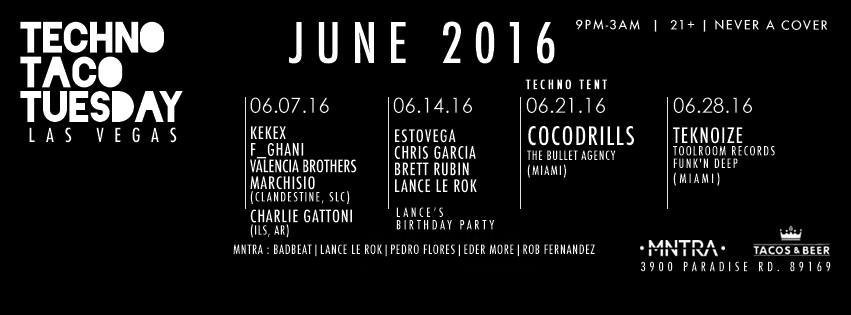 TECHNO
TACO
TUESDAY
LAS VEGAS
JUNE 2016
9PM-3AM | 21+ | NEVER A COVER
06.07.16
KEKEX
F_GHANI
VALENCIA BROTHERS
MARCHISIO
(CLANDESTINE, SLC)
CHARLIE GATTONI
(ILS, AR)
06.14.16
ESTOVEGA
CHRIS GARCIA
BRETT RUBIN
LANCE LE ROK
LANCE'S
BIRTHDAY PARTY
TECHNO TENT
06.21.16
COCODRILLS
THE BULLET AGENCY
(MIAMI)
06.28.16
TEKNOIZE
TOOLROOM RECORDS
FUNK'N DEEP
(MIAMI)
MNTRA : BADBEAT | LANCE LE ROK | PEDRO FLORES | EDER MORE | ROB FERNANDEZ
•MNTRA•
TACOS & BEER
3900 PARADISE RD. 89169